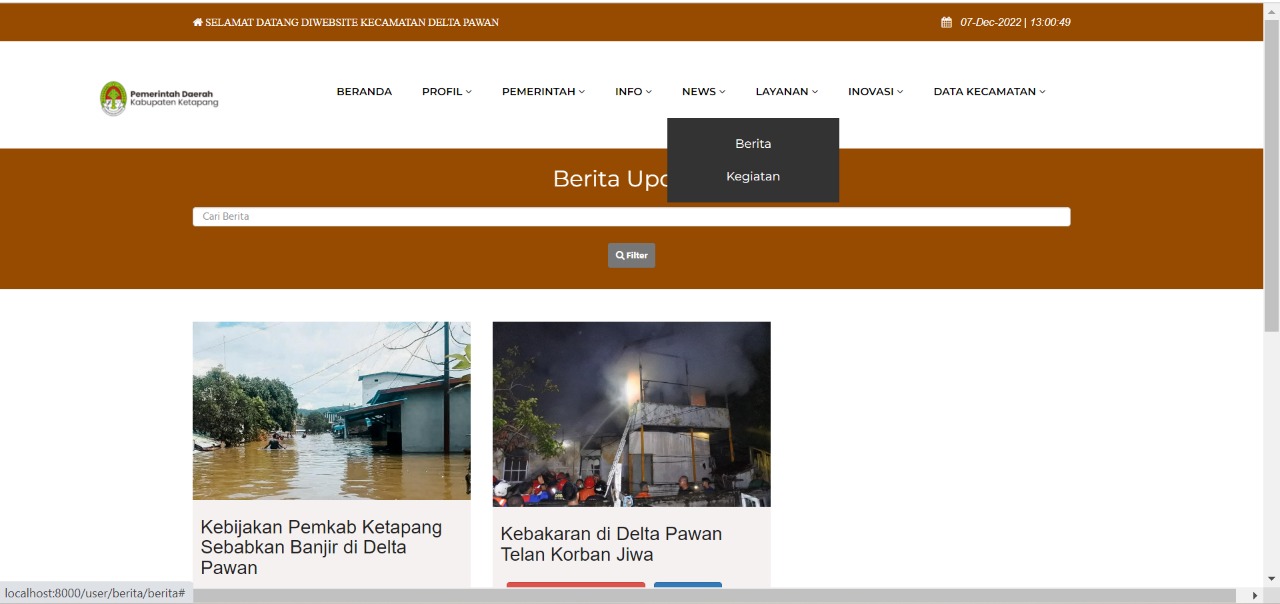 SELAMAT DATANG DIWEBSITE KECAMATAN DELTA PAWAN
07-Dec-2022 | 13:00:49
Pemerintah Daerah
Kabupaten Ketapang
BERANDA PROFIL PEMERINTAH INFO NEWS LAYANAN INOVASI DATA KECAMATAN
Berita
Kegiatan
Berita
Cari Berita
Filter
Kebijakan Pemkab Ketapang
Sebabkan Banjir di Delta
Pawan
Kebakaran di Delta Pawan
Telan Korban Jiwa
localhost:8000/user/berita/berita#